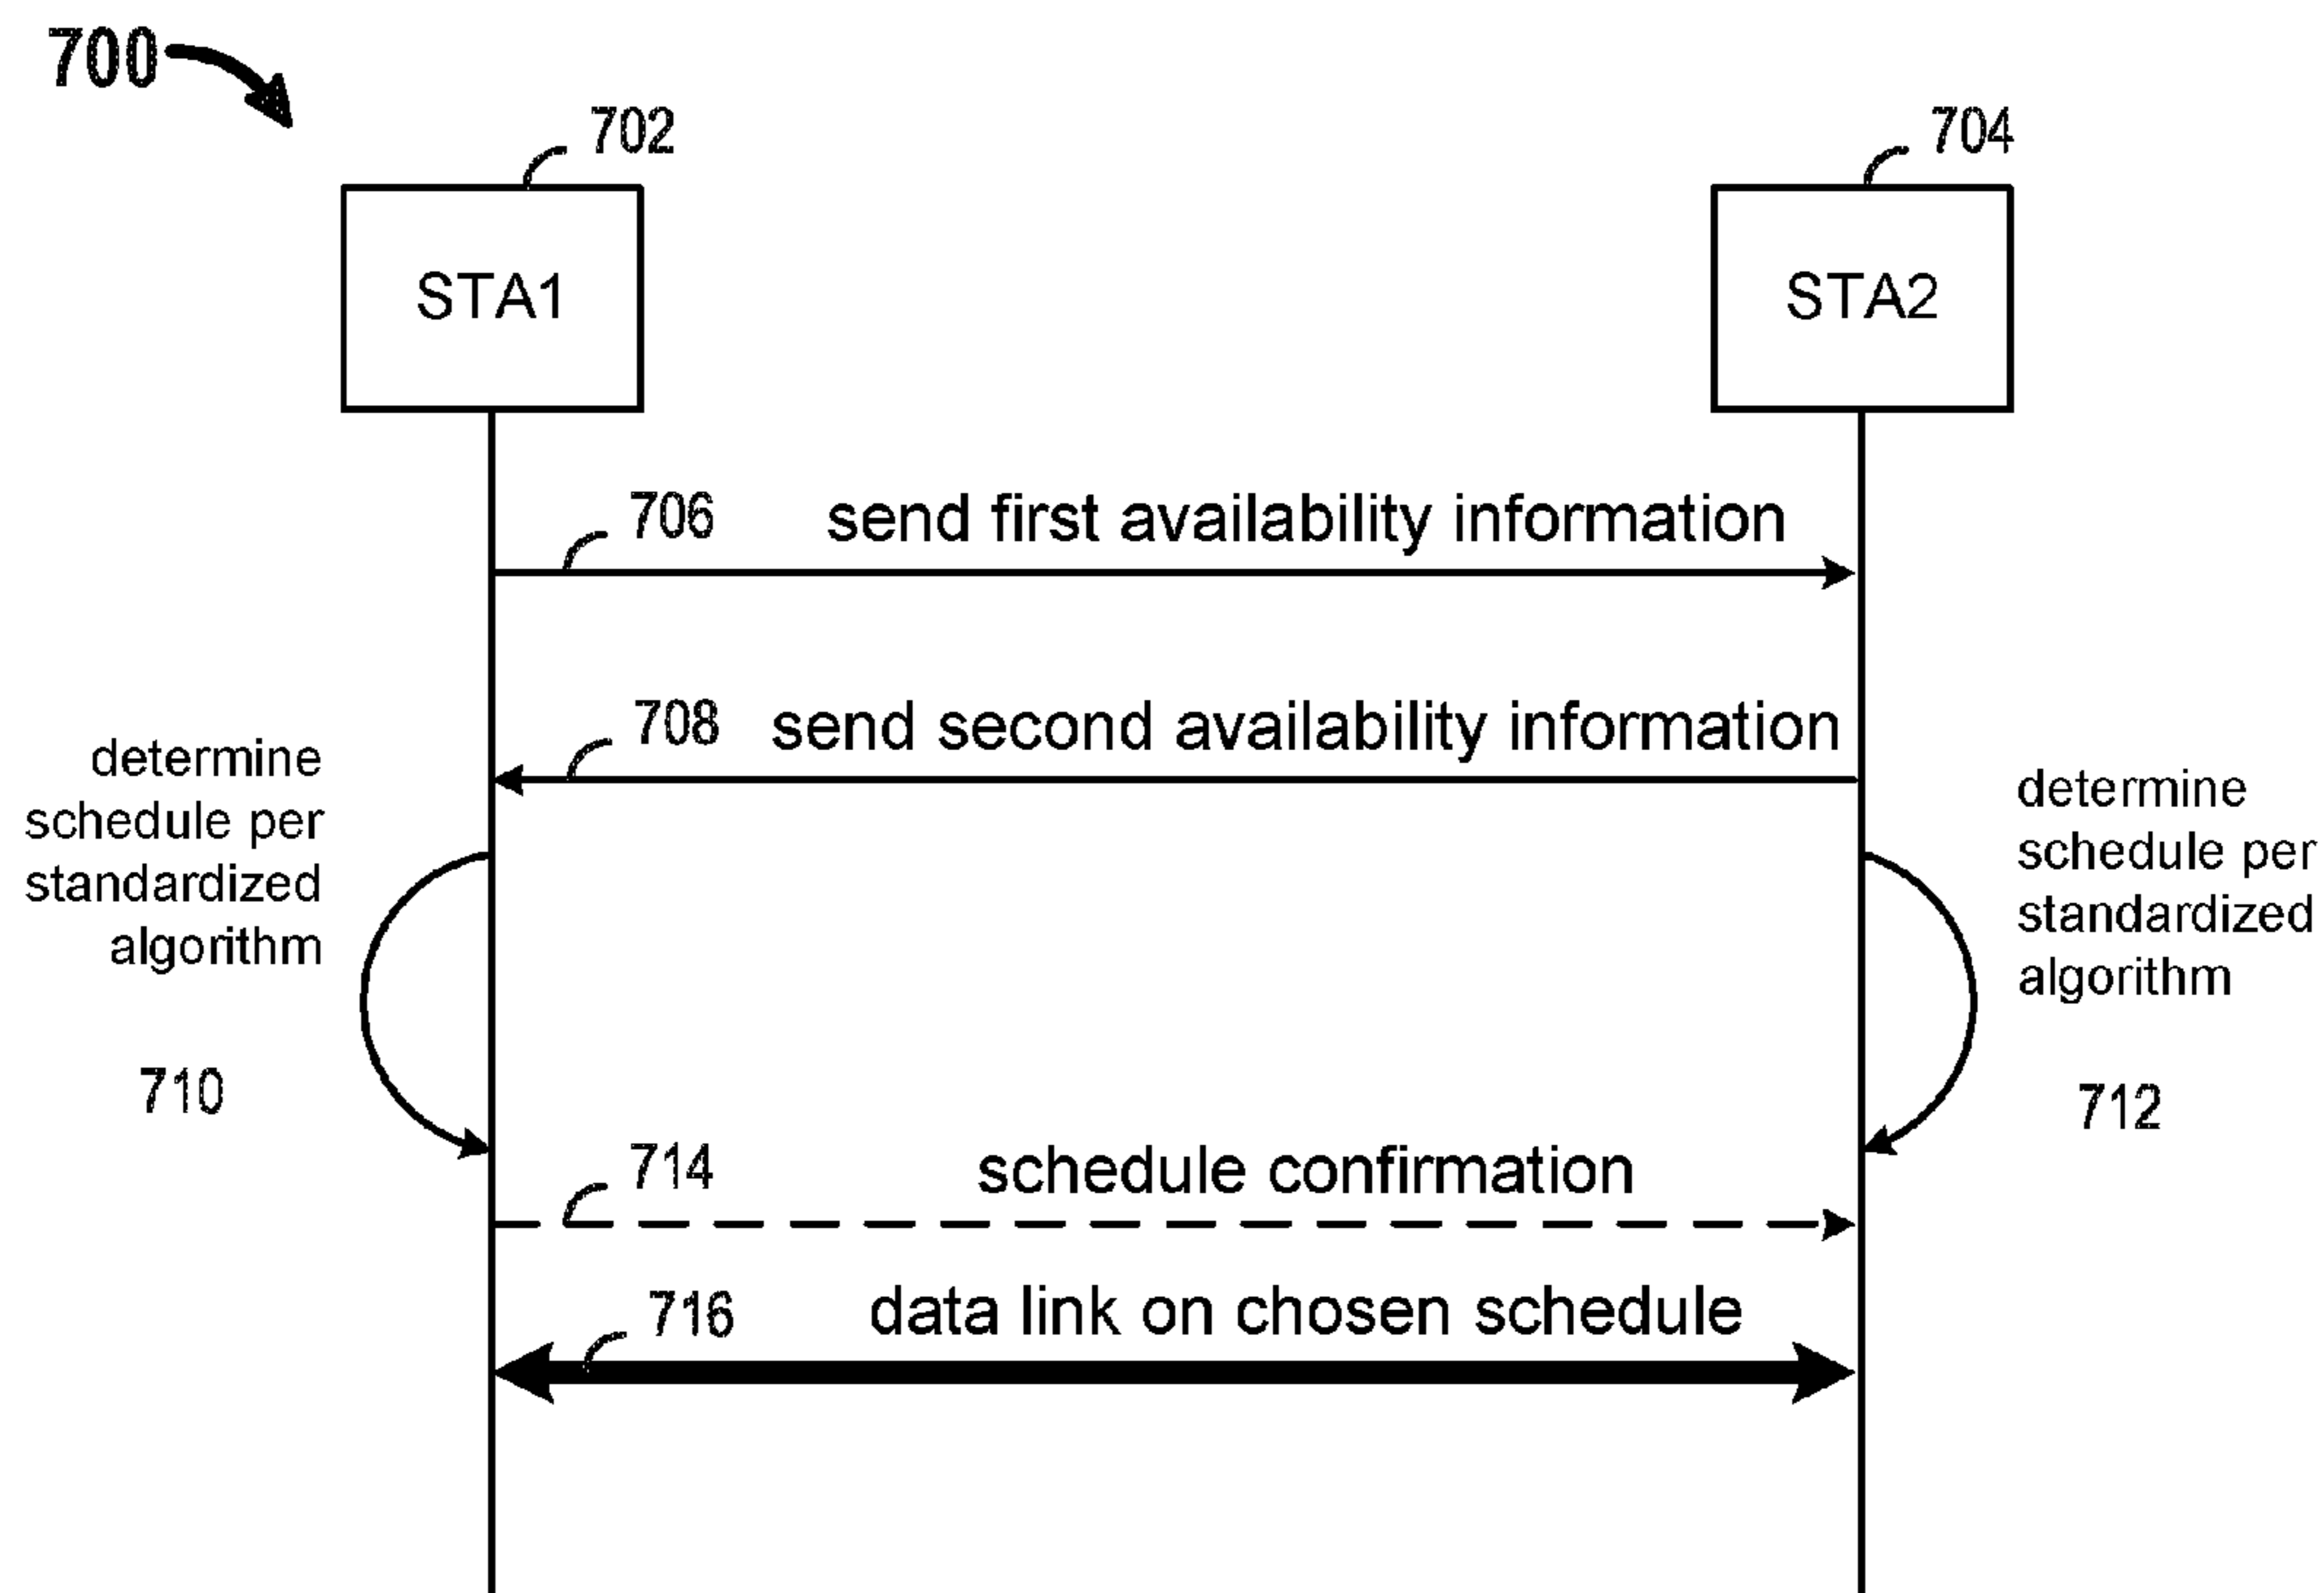 700
702
704
STA1
STA2
706
send first availability information
708
send second availability information
determine
schedule per
standardized
algorithm
determine
schedule per
standardized
algorithm
710
712
714
schedule confirmation
716
data link on chosen schedule